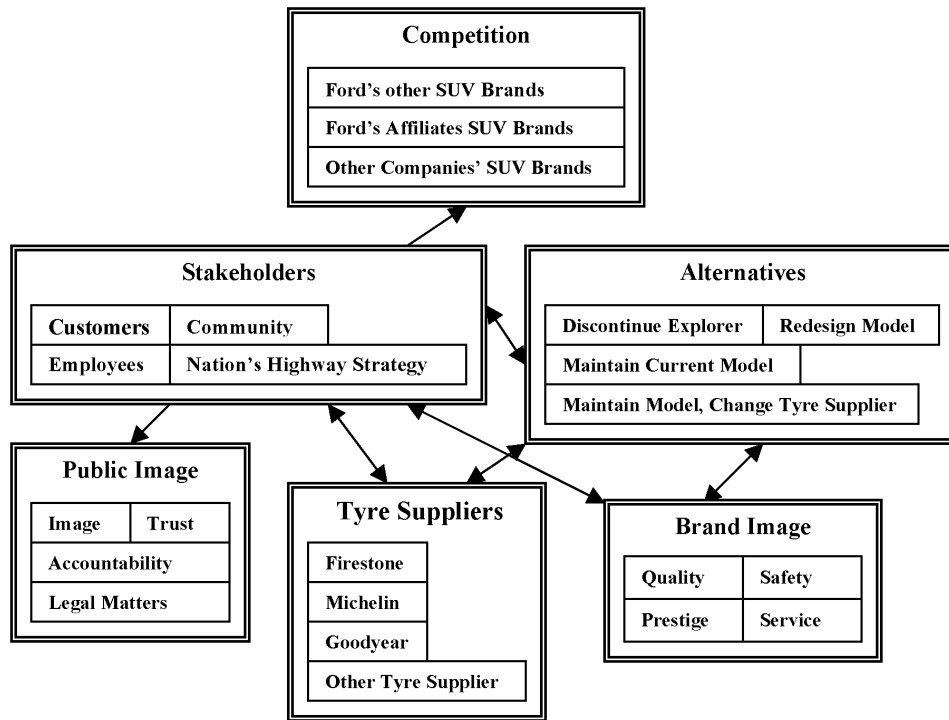 Competition
Ford’s other SUV Brands
Ford’s Affiliates SUV Brands
Other Companies’ SUV Brands
Stakeholders
Customers
Community
Employees
Nation’s Highway Strategy
Alternatives
Discontinue Explorer
Redesign Model
Maintain Current Model
Maintain Model, Change Tyre Supplier
Public Image
Image
Trust
Accountability
Legal Matters
Tyre Suppliers
Firestone
Michelin
Goodyear
Other Tyre Supplier
Brand Image
Quality
Safety
Prestige
Service